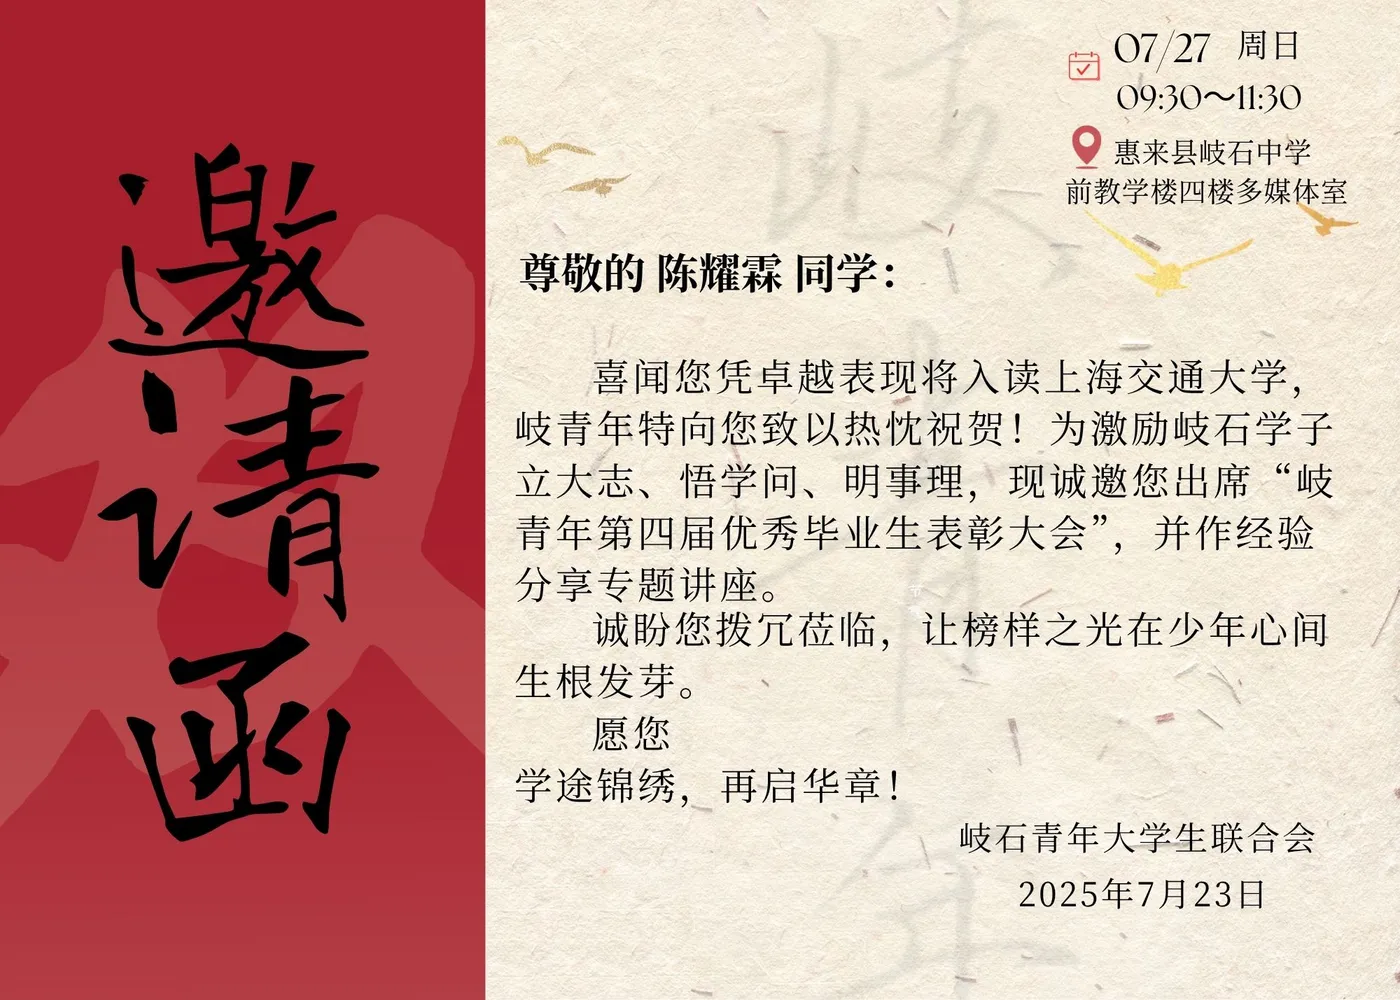 邀请函
07/27 周日
09:30～11:30
惠来县岐石中学
前教学楼四楼多媒体室
尊敬的 陈耀霖 同学：
喜闻您凭卓越表现将入读上海交通大学，
岐青年特向您致以热忱祝贺！为激励岐石学子
立大志、悟学问、明事理，现诚邀您出席“岐
青年第四届优秀毕业生表彰大会”，并作经验
分享专题讲座。
诚盼您拨冗莅临，让榜样之光在少年心间
生根发芽。
愿您
学途锦绣，再启华章！
岐石青年大学生联合会
2025年7月23日